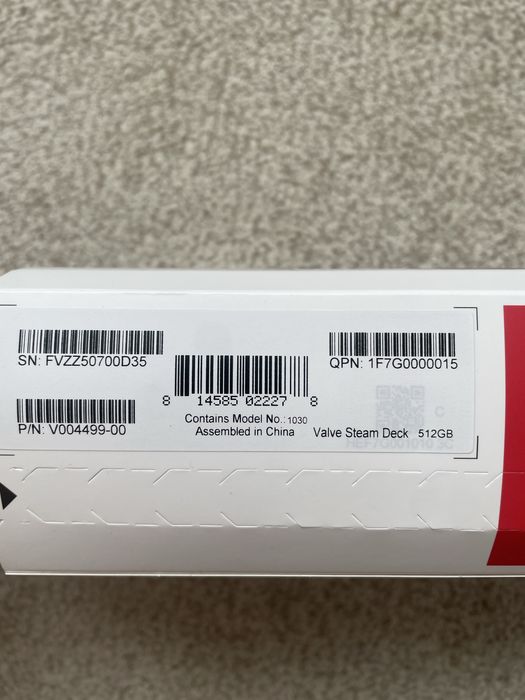 SN: FVZZ50700D35
QPN: 1F7G0000015
8 14585 02227 8
P/N: V004499-00
Contains Model No.: 1030
Assembled in China
Valve Steam Deck 512GB
C